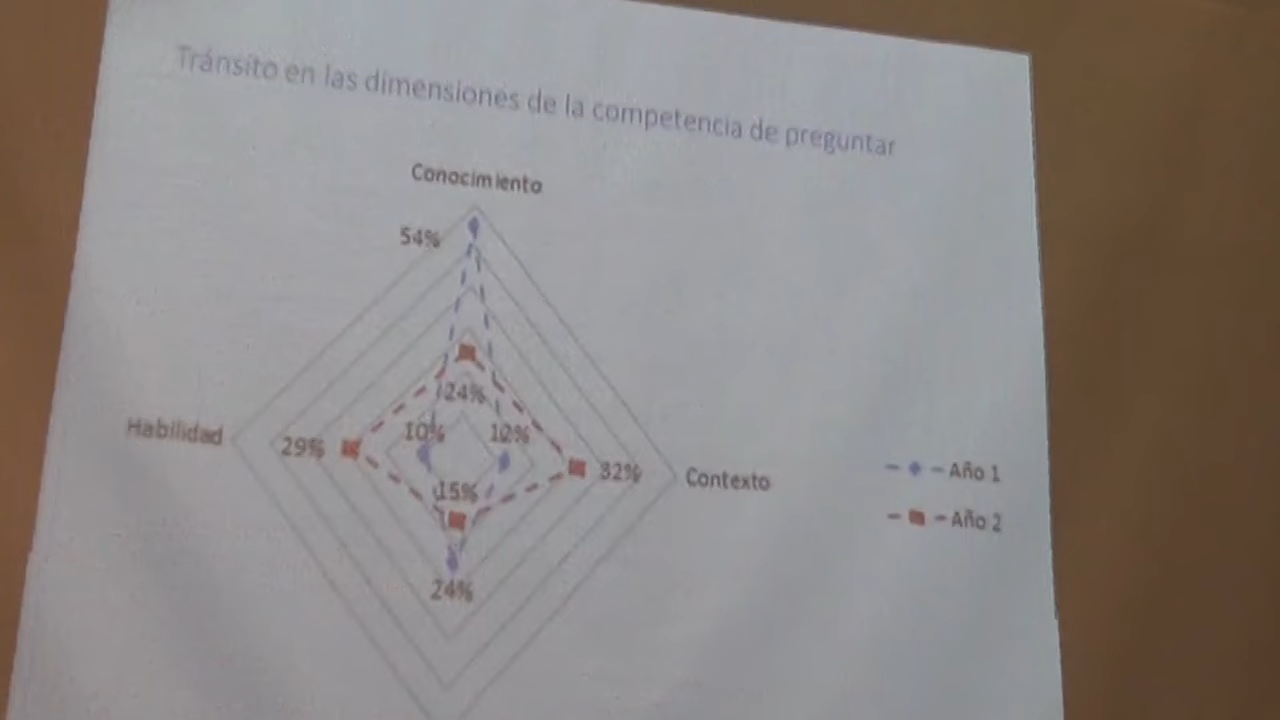 Tránsito en las dimensiones de la competencia de preguntar
Conocimiento
54%
24%
Habilidad
29%
10%
12%
32%
Contexto
15%
24%
Año 1
Año 2